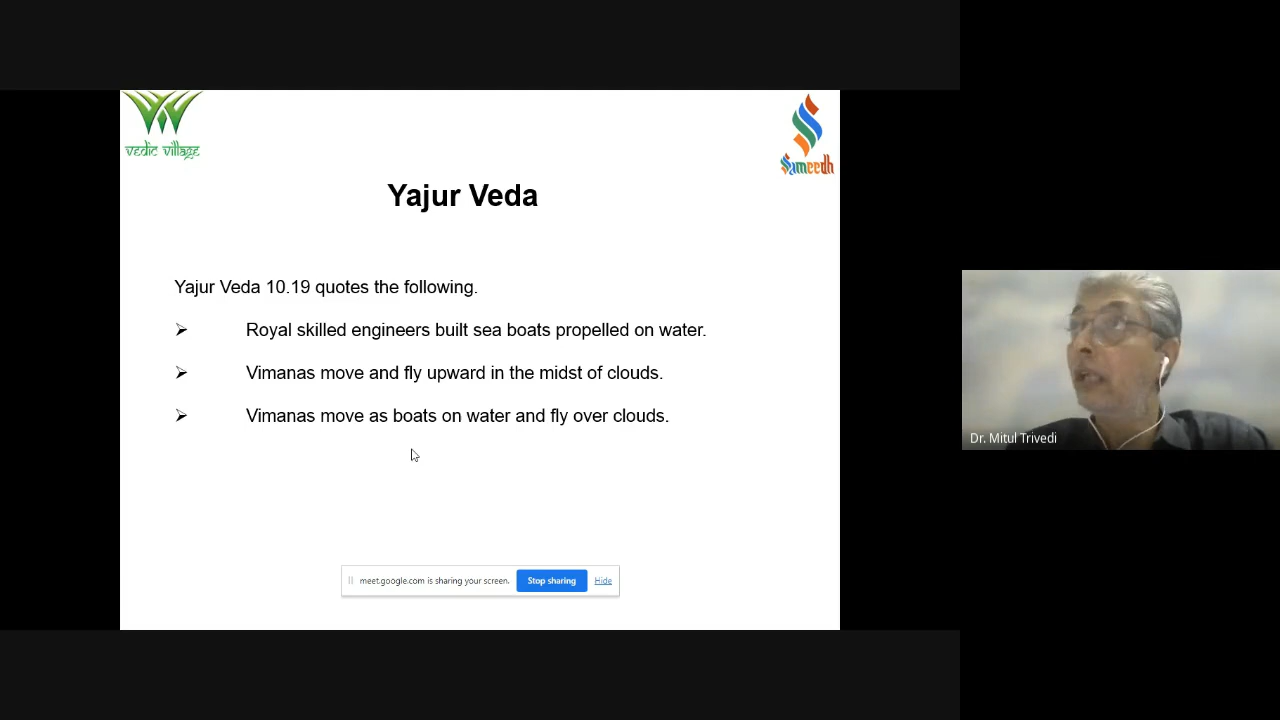 vedic village
Sameedh
Yajur Veda
Yajur Veda 10.19 quotes the following.
Royal skilled engineers built sea boats propelled on water.
Vimanas move and fly upward in the midst of clouds.
Vimanas move as boats on water and fly over clouds.
Dr. Mitul Trivedi
meet.google.com is sharing your screen. Stop sharing Hide